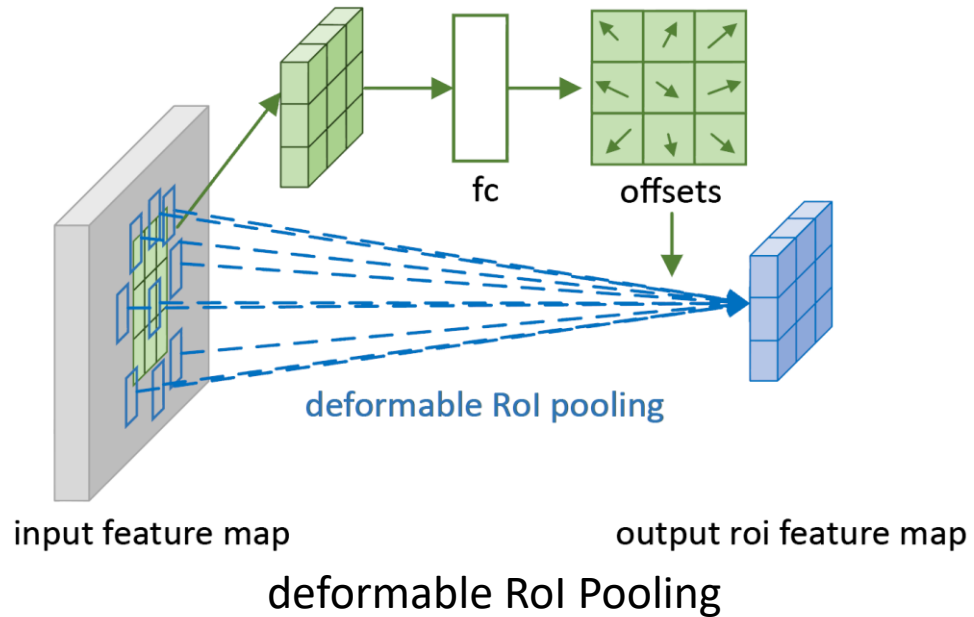 fc
offsets
deformable RoI pooling
input feature map
output roi feature map
deformable RoI Pooling